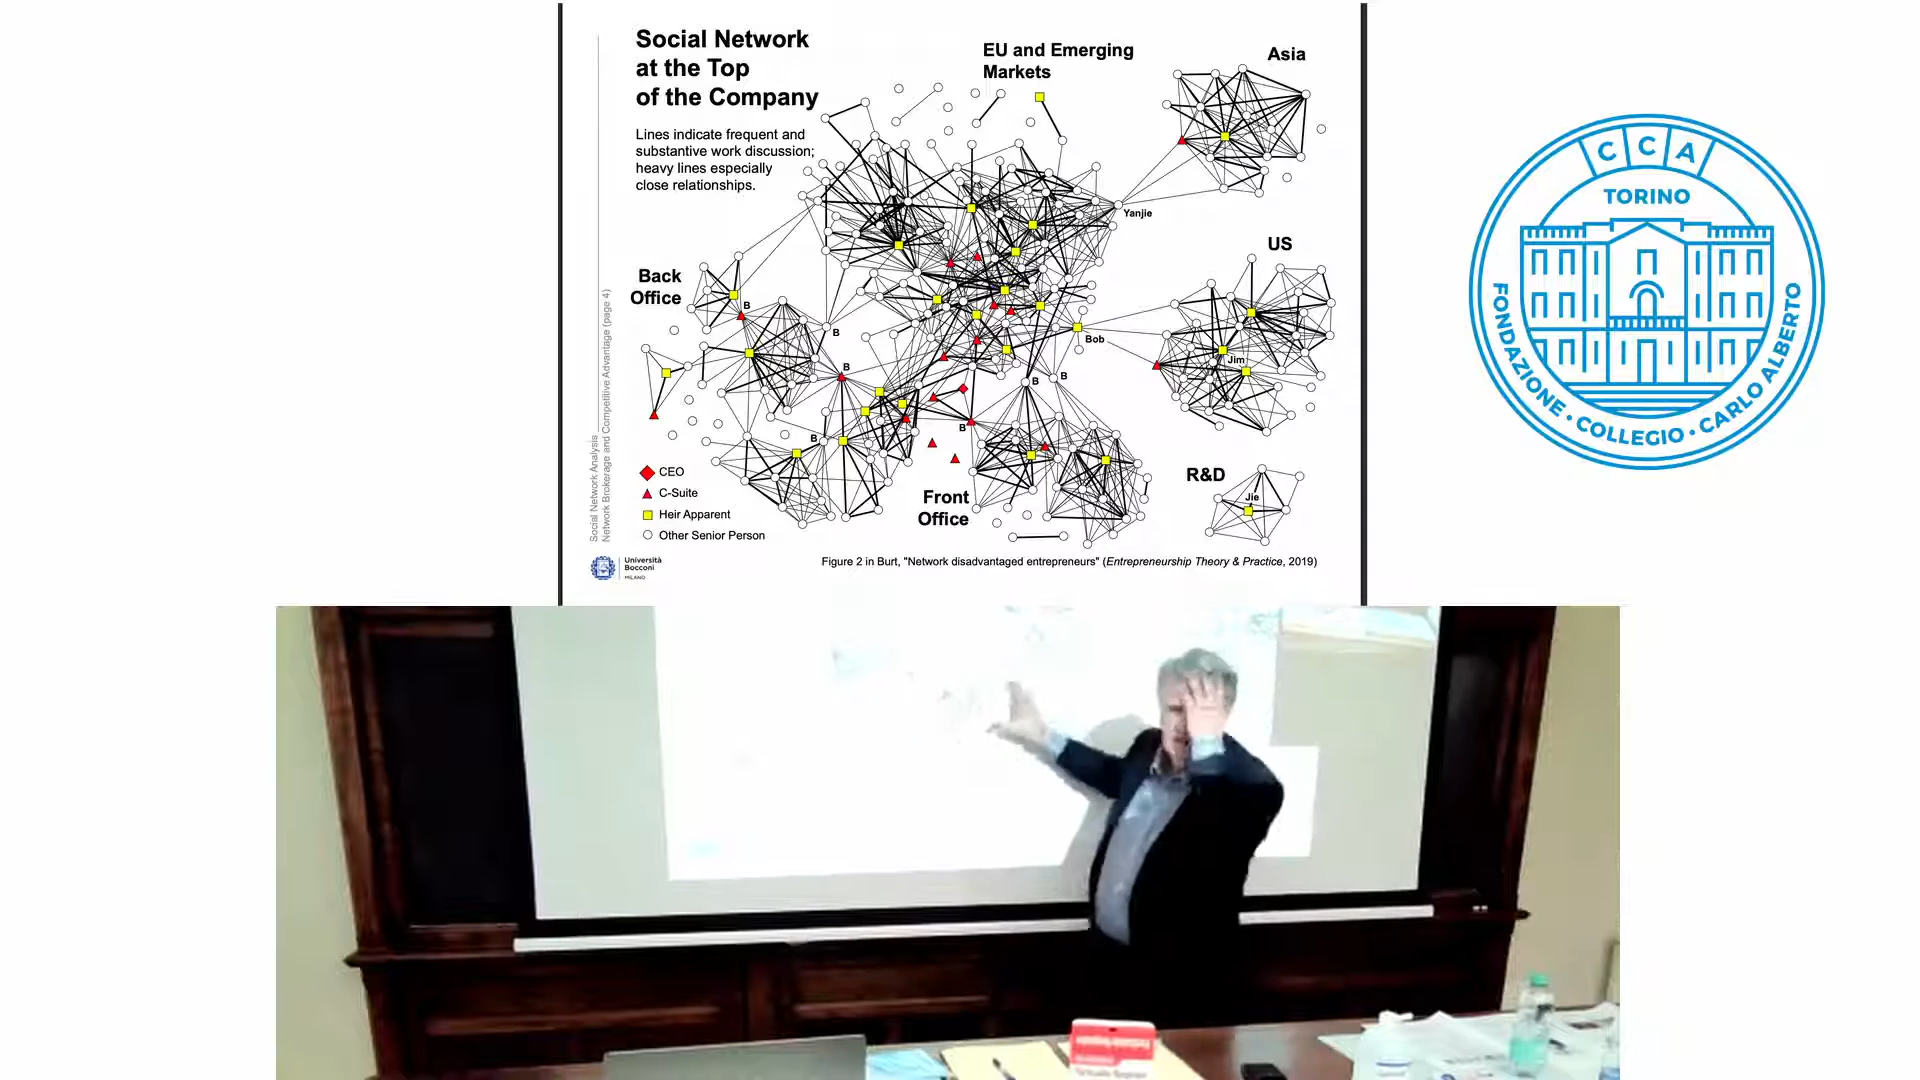 Social Network
at the Top
of the Company
Lines indicate frequent and
substantive work discussion;
heavy lines especially
close relationships.
EU and Emerging
Markets
Asia
Yanjie
US
Back
Office
B
B
B
Bob
Jim
B
B
B
B
R&D
Jie
Front
Office
CEO
C-Suite
Heir Apparent
Other Senior Person
Social Network Analysis
Network Brokerage and Competitive Advantage (page 4)
Università
Bocconi
MILANO
Figure 2 in Burt, "Network disadvantaged entrepreneurs" (Entrepreneurship Theory & Practice, 2019)
CCA
TORINO
FONDAZIONE • COLLEGIO • CARLO ALBERTO